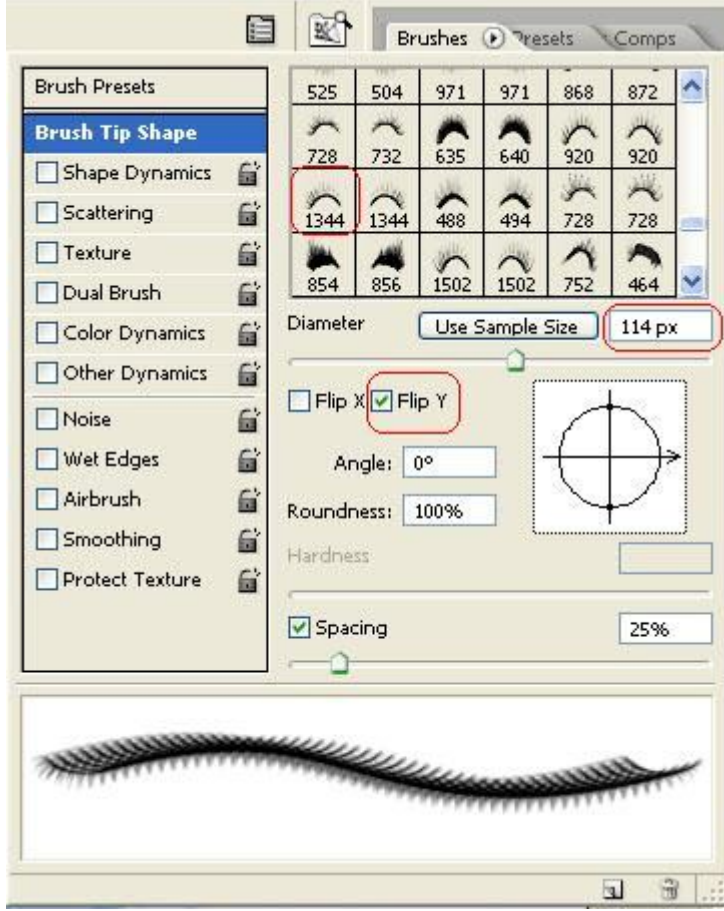 Brushes Presets Comps
Brush Presets
Brush Tip Shape
Shape Dynamics
Scattering
Texture
Dual Brush
Color Dynamics
Other Dynamics
Noise
Wet Edges
Airbrush
Smoothing
Protect Texture
525 504 971 971 868 872
728 732 635 640 920 920
1344 1344 488 494 728 728
854 856 1502 1502 752 464
Diameter Use Sample Size 114 px
Flip X Flip Y
Angle: 0°
Roundness: 100%
Hardness
Spacing 25%